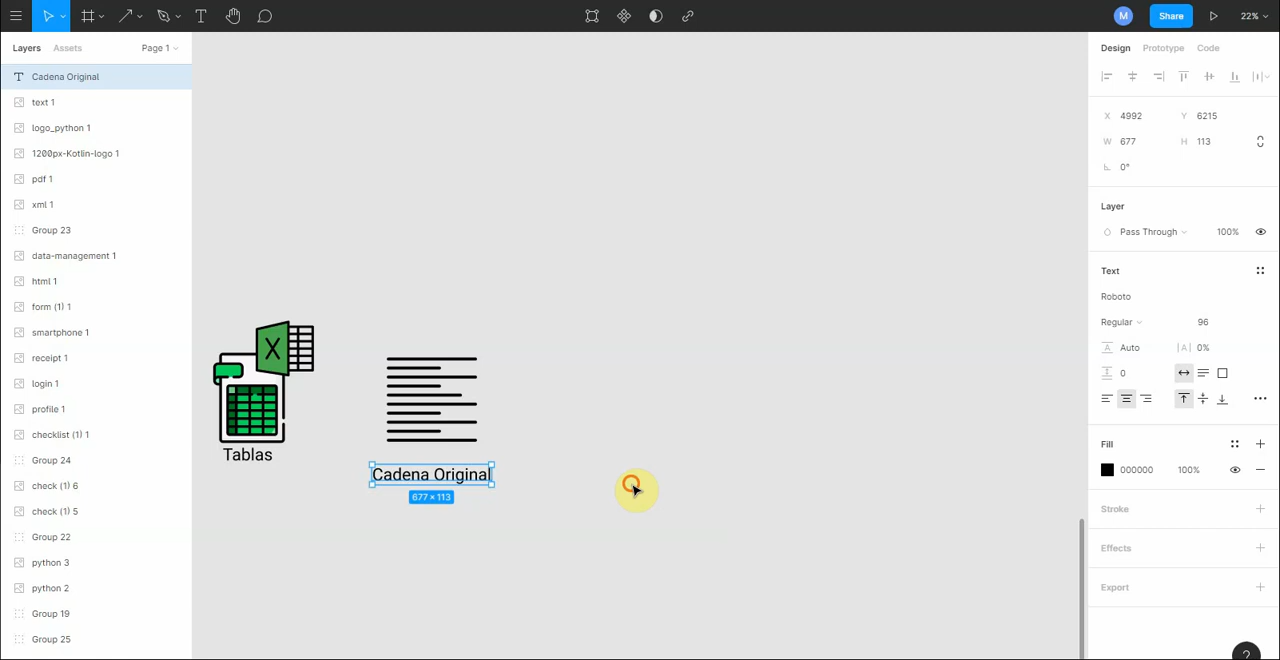 M
Share
22%
Layers
Assets
Page 1
Cadena Original
text 1
logo_python 1
1200px-Kotlin-logo 1
pdf 1
xml 1
Group 23
data-management 1
html 1
form (1) 1
smartphone 1
receipt 1
login 1
profile 1
checklist (1) 1
Group 24
check (1) 6
check (1) 5
Group 22
python 3
python 2
Group 19
Group 25
X
Tablas
Cadena Original
677 × 113
Design
Prototype
Code
X 4992 Y 6215
W 677 H 113
0°
Layer
Pass Through 100%
Text
Roboto
Regular 96
A Auto |A| 0%
0
Fill
000000 100%
Stroke
Effects
Export
?